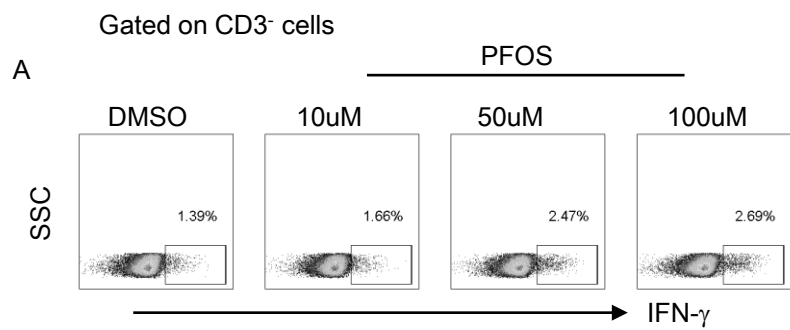 Gated on CD3⁻ cells
A
PFOS
DMSO 10uM 50uM 100uM
SSC
1.39% 1.66% 2.47% 2.69%
IFN-γ